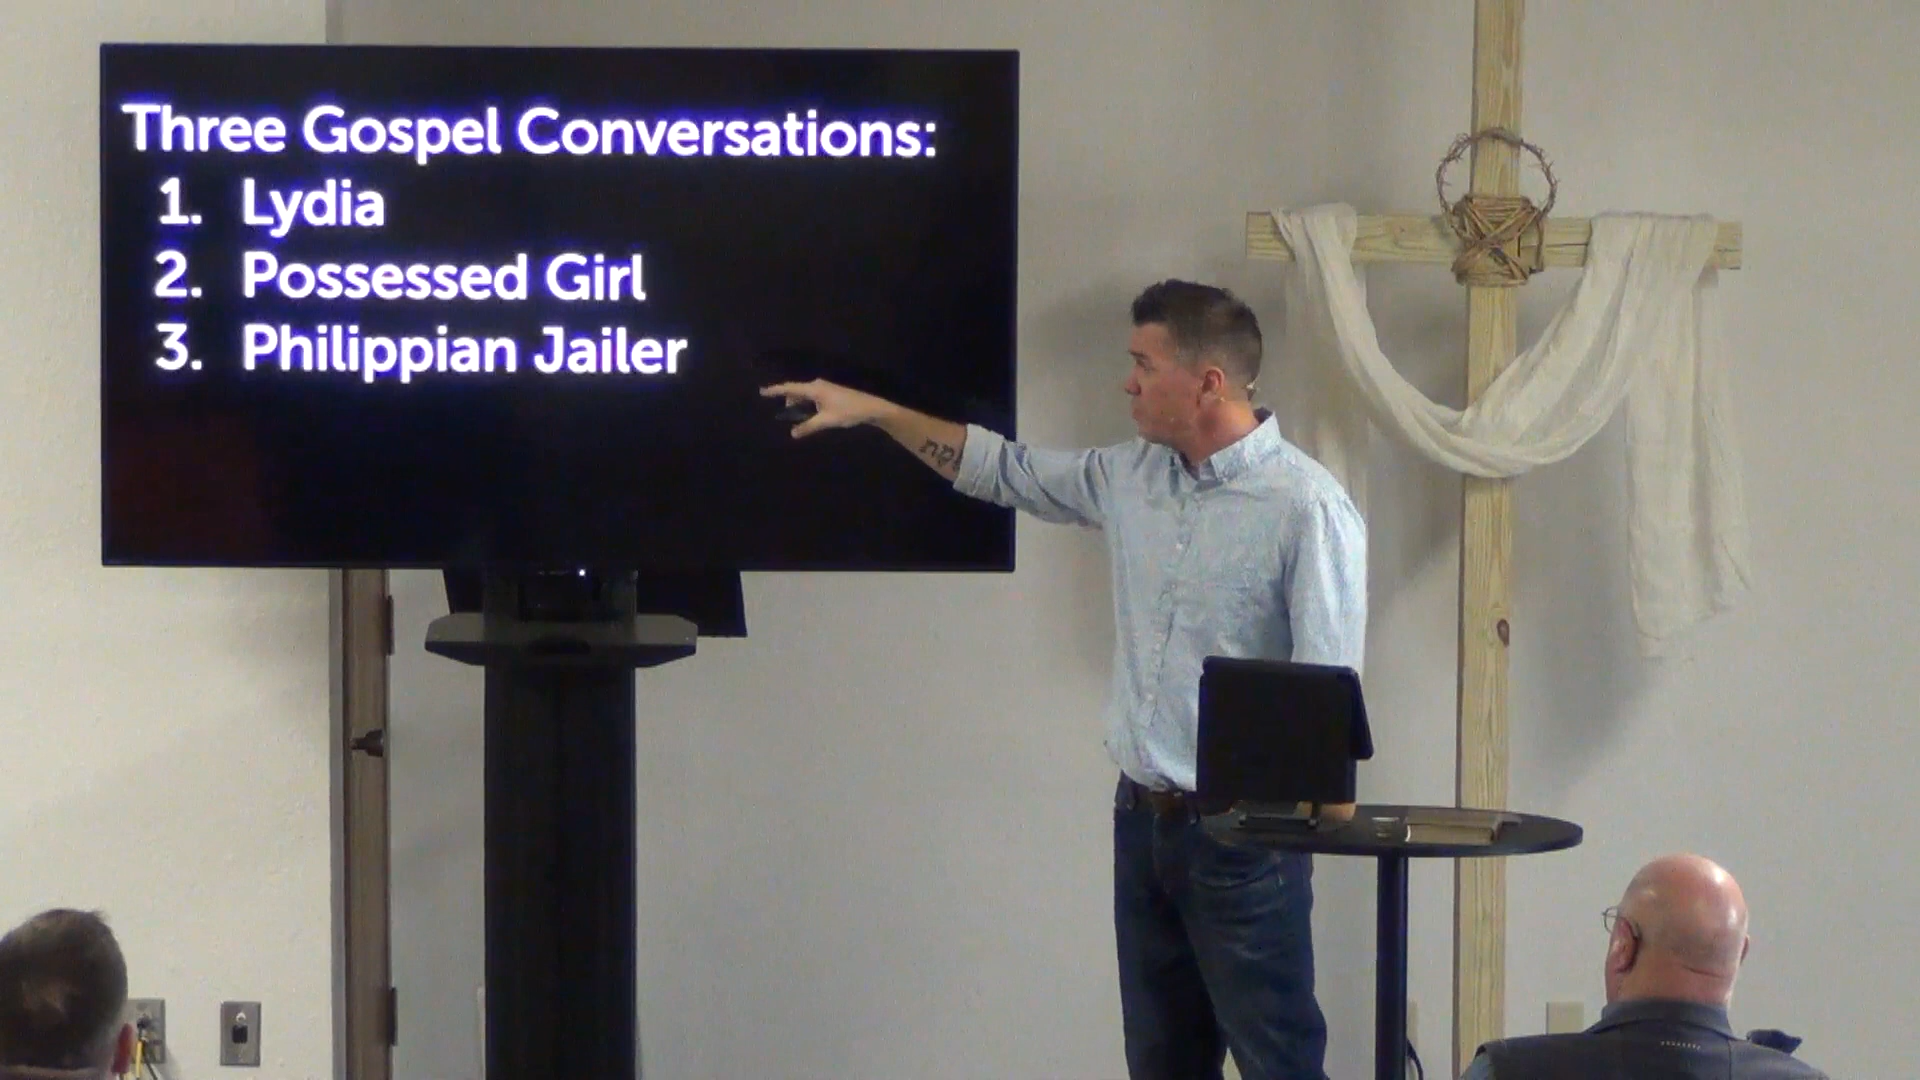 Three Gospel Conversations:
1. Lydia
2. Possessed Girl
3. Philippian Jailer